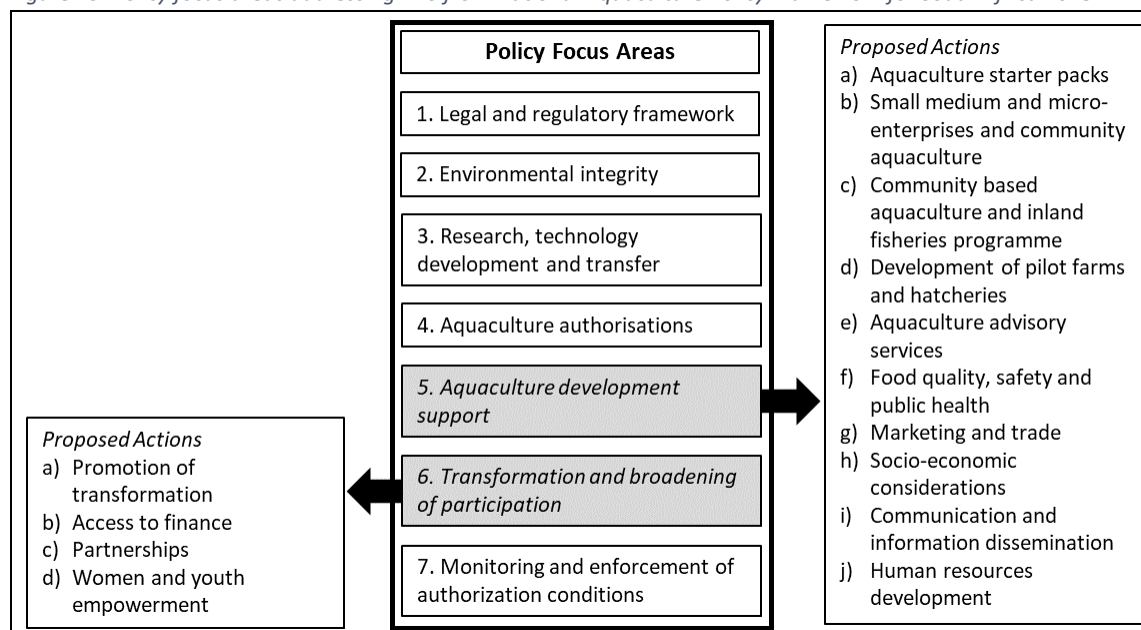 Policy Focus Areas
1. Legal and regulatory framework
2. Environmental integrity
3. Research, technology
development and transfer
4. Aquaculture authorisations
5. Aquaculture development
support
6. Transformation and broadening
of participation
7. Monitoring and enforcement of
authorization conditions
Proposed Actions
a) Aquaculture starter packs
b) Small medium and micro-
enterprises and community
aquaculture
c) Community based
aquaculture and inland
fisheries programme
d) Development of pilot farms
and hatcheries
e) Aquaculture advisory
services
f) Food quality, safety and
public health
g) Marketing and trade
h) Socio-economic
considerations
i) Communication and
information dissemination
j) Human resources
development
Proposed Actions
a) Promotion of
transformation
b) Access to finance
c) Partnerships
d) Women and youth
empowerment